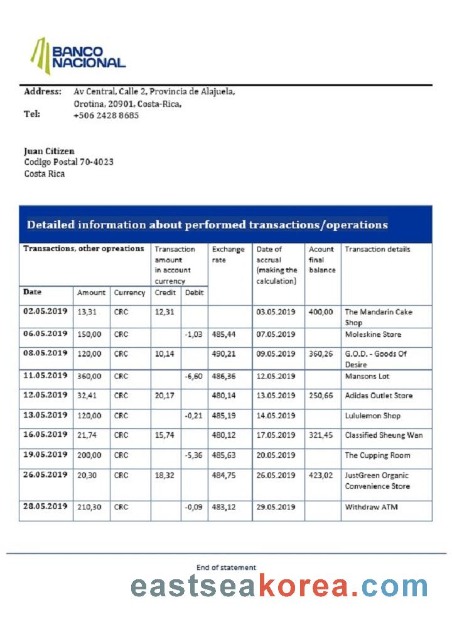 BANCO
NACIONAL
Address: Av Central, Calle 2, Provincia de Alajuela,
Orotina, 20901, Costa-Rica,
Tel: +506 2428 8685
Juan Citizen
Codigo Postal 70-4023
Costa Rica
Detailed information about performed transactions/operations
Transactions, other opreations Transaction amount in account currency Exchange rate Date of accrual (making the calculation) Acount final balance Transaction details
Date Amount Currency Credit Debit
02.05.2019 13,31 CRC 12,31 03.05.2019 400,00 The Mandarin Cake Shop
06.05.2019 150,00 CRC -1,03 485,44 07.05.2019 Moleskine Store
08.05.2019 120,00 CRC 10,14 490,21 09.05.2019 360,26 G.O.D. - Goods Of Desire
11.05.2019 360,00 CRC -6,60 486,36 12.05.2019 Mansons Lot
12.05.2019 32,41 CRC 20,17 480,14 13.05.2019 250,66 Adidas Outlet Store
13.05.2019 120,00 CRC -0,21 485,19 14.05.2019 Lululemon Shop
16.05.2019 21,74 CRC 15,74 480,12 17.05.2019 321,45 Classified Sheung Wan
19.05.2019 200,00 CRC -5,36 485,63 20.05.2019 The Cupping Room
26.05.2019 20,30 CRC 18,32 484,75 26.05.2019 423,02 JustGreen Organic Convenience Store
28.05.2019 210,30 CRC -0,09 483,12 29.05.2019 Withdraw ATM
End of statement
eastseakorea.com